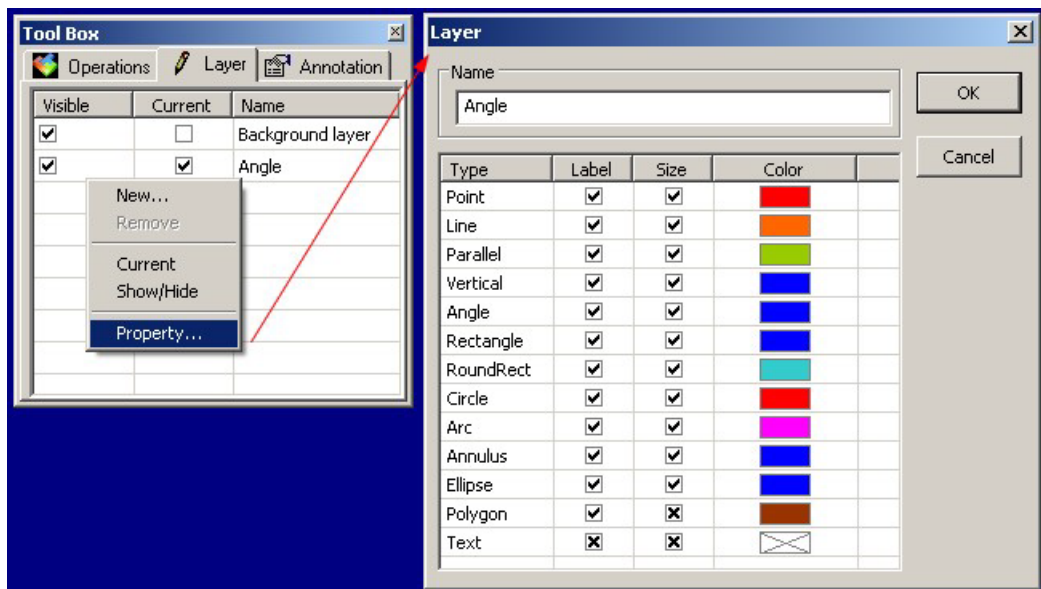 Tool Box
Operations Layer Annotation
Visible Current Name
Background layer
Angle
New...
Remove
Current
Show/Hide
Property...
Layer
Name
Angle
OK
Cancel
Type Label Size Color
Point
Line
Parallel
Vertical
Angle
Rectangle
RoundRect
Circle
Arc
Annulus
Ellipse
Polygon
Text